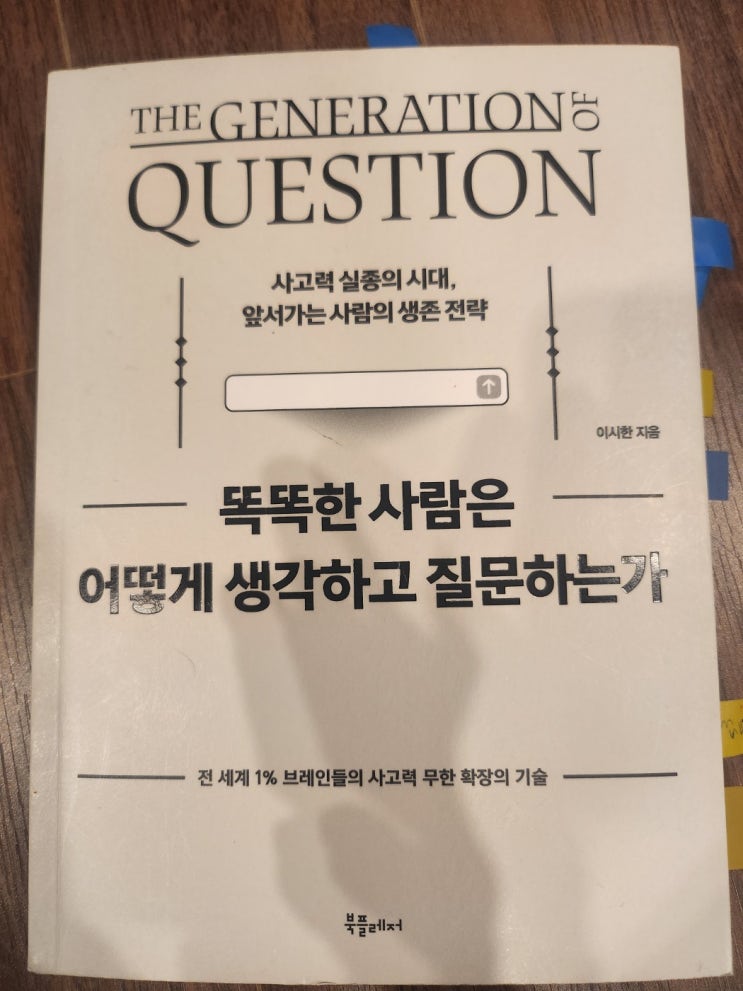 THE GENERATION OF
QUESTION
사고력 실종의 시대,
앞서가는 사람의 생존 전략
이시한 지음
똑똑한 사람은
어떻게 생각하고 질문하는가
전 세계 1% 브레인들의 사고력 무한 확장의 기술
북플레저